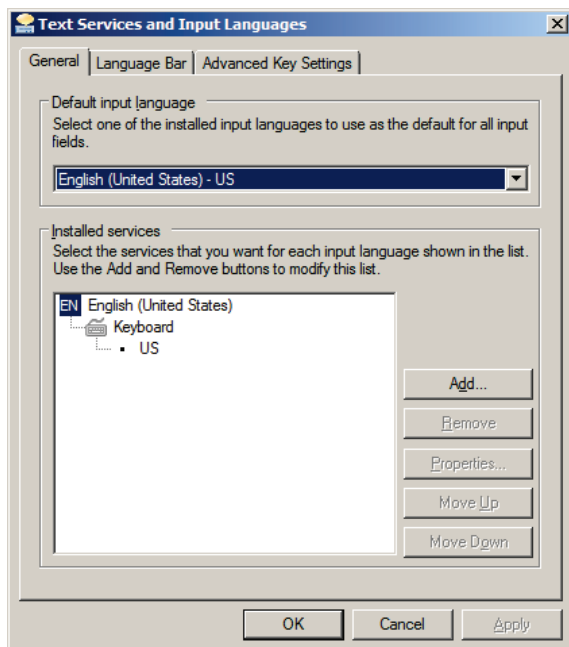 Text Services and Input Languages
General
Language Bar
Advanced Key Settings
Default input language
Select one of the installed input languages to use as the default for all input
fields.
English (United States) - US
Installed services
Select the services that you want for each input language shown in the list.
Use the Add and Remove buttons to modify this list.
EN English (United States)
Keyboard
US
Add...
Remove
Properties...
Move Up
Move Down
OK
Cancel
Apply